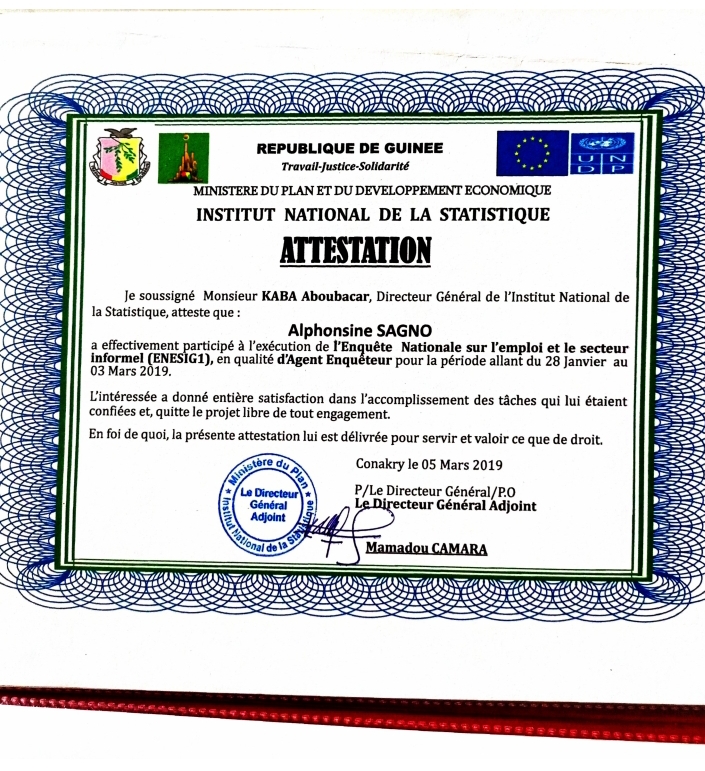 REPUBLIQUE DE GUINEE
Travail-Justice-Solidarité
U N
D P
MINISTERE DU PLAN ET DU DEVELOPPEMENT ECONOMIQUE
INSTITUT NATIONAL DE LA STATISTIQUE
ATTESTATION
Je soussigné Monsieur KABA Aboubacar, Directeur Général de l'Institut National de
la Statistique, atteste que :
Alphonsine SAGNO
a effectivement participé à l'exécution de l'Enquête Nationale sur l'emploi et le secteur
informel (ENESIG1), en qualité d'Agent Enquêteur pour la période allant du 28 Janvier au
03 Mars 2019.
L'intéressée a donné entière satisfaction dans l'accomplissement des tâches qui lui étaient
confiées et, quitte le projet libre de tout engagement.
En foi de quoi, la présente attestation lui est délivrée pour servir et valoir ce que de droit.
Conakry le 05 Mars 2019
P/Le Directeur Général/P.O
Le Directeur Général Adjoint
Mamadou CAMARA
Ministère du Plan
Le Directeur
Général
Adjoint
Institut National de la Statistique